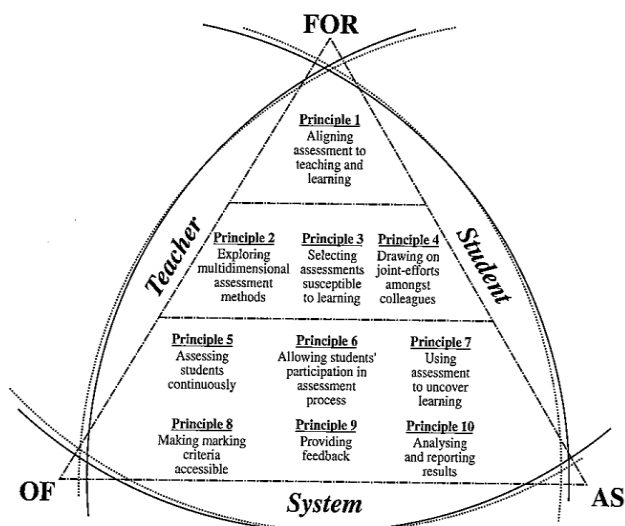 FOR
Principle 1
Aligning
assessment to
teaching and
learning
Teacher
Student
Principle 2
Exploring
multidimensional
assessment
methods
Principle 3
Selecting
assessments
susceptible
to learning
Principle 4
Drawing on
joint-efforts
amongst
colleagues
Principle 5
Assessing
students
continuously
Principle 6
Allowing students'
participation in
assessment
process
Principle 7
Using
assessment
to uncover
learning
Principle 8
Making marking
criteria
accessible
Principle 9
Providing
feedback
Principle 10
Analysing
and reporting
results
OF
System
AS